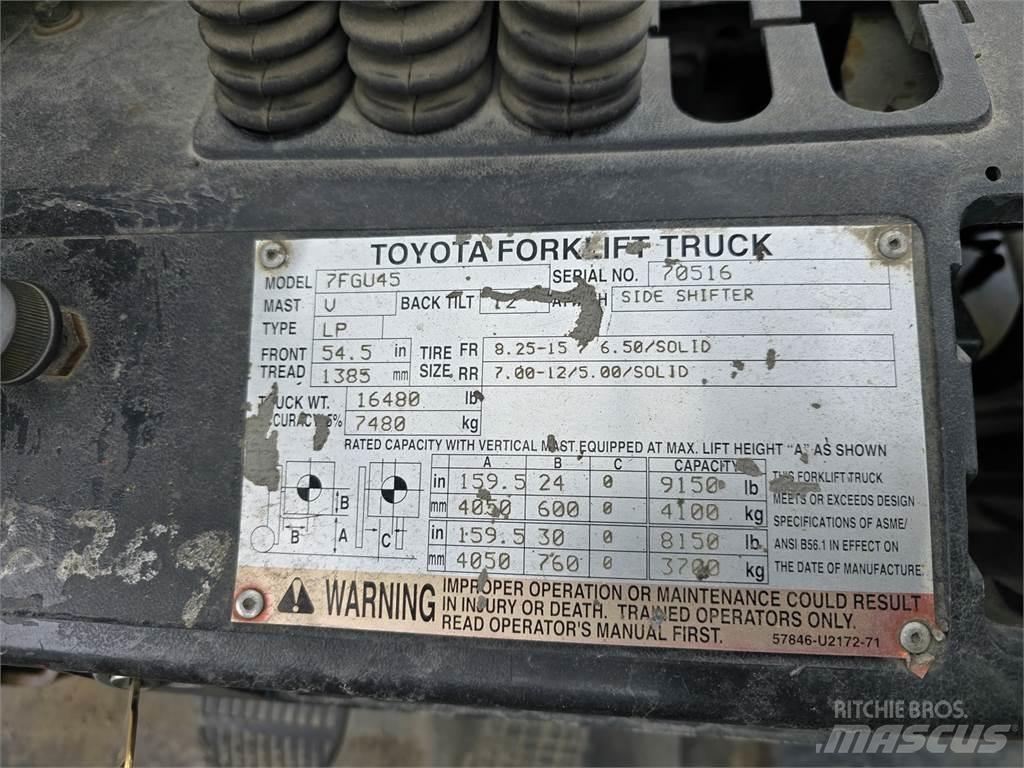 TOYOTA FORKLIFT TRUCK
MODEL 7FGU45 SERIAL NO. 70516
MAST V BACK TILT SIDE SHIFTER
TYPE LP
FRONT TREAD 54.5 in 1385 mm
TIRE SIZE FR 8.25-15 / 6.50/SOLID
RR 7.00-12/5.00/SOLID
TRUCK WT. 16480 lb
7480 kg
RATED CAPACITY WITH VERTICAL MAST EQUIPPED AT MAX. LIFT HEIGHT "A" AS SHOWN
A B C CAPACITY
in 159.5 24 0 9150 lb
mm 4050 600 0 4100 kg
in 159.5 30 0 8150 lb
mm 4050 760 0 3700 kg
B A C B
THIS FORKLIFT TRUCK
MEETS OR EXCEEDS DESIGN
SPECIFICATIONS OF ASME/
ANSI B56.1 IN EFFECT ON
THE DATE OF MANUFACTURE.
WARNING
IMPROPER OPERATION OR MAINTENANCE COULD RESULT
IN INJURY OR DEATH. TRAINED OPERATORS ONLY.
READ OPERATOR'S MANUAL FIRST.
57846-U2172-71
RITCHIE BROS.
MASCUS